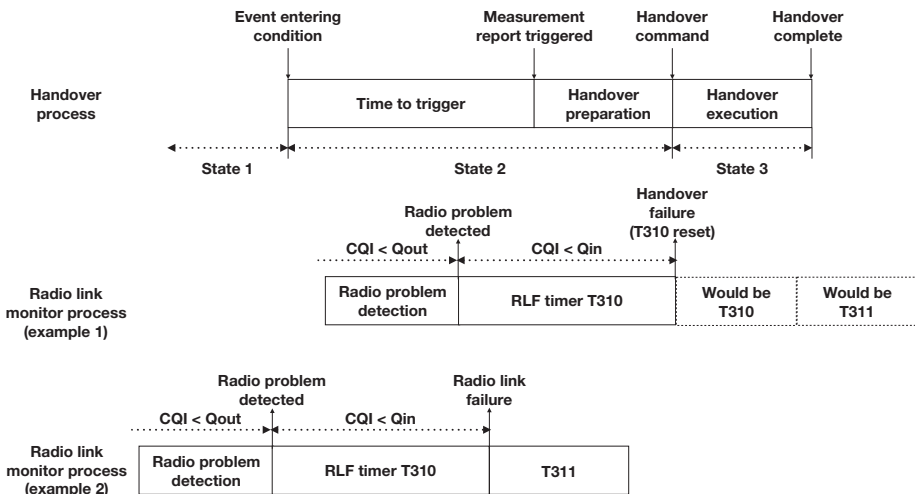 Event entering
condition
Measurement
report triggered
Handover
command
Handover
complete
Handover
process
Time to trigger
Handover
preparation
Handover
execution
State 1
State 2
State 3
Radio problem
detected
Handover
failure
(T310 reset)
CQI < Qout
CQI < Qin
Radio link
monitor process
(example 1)
Radio problem
detection
RLF timer T310
Would be
T310
Would be
T311
Radio problem
detected
Radio link
failure
CQI < Qout
CQI < Qin
Radio link
monitor process
(example 2)
Radio problem
detection
RLF timer T310
T311